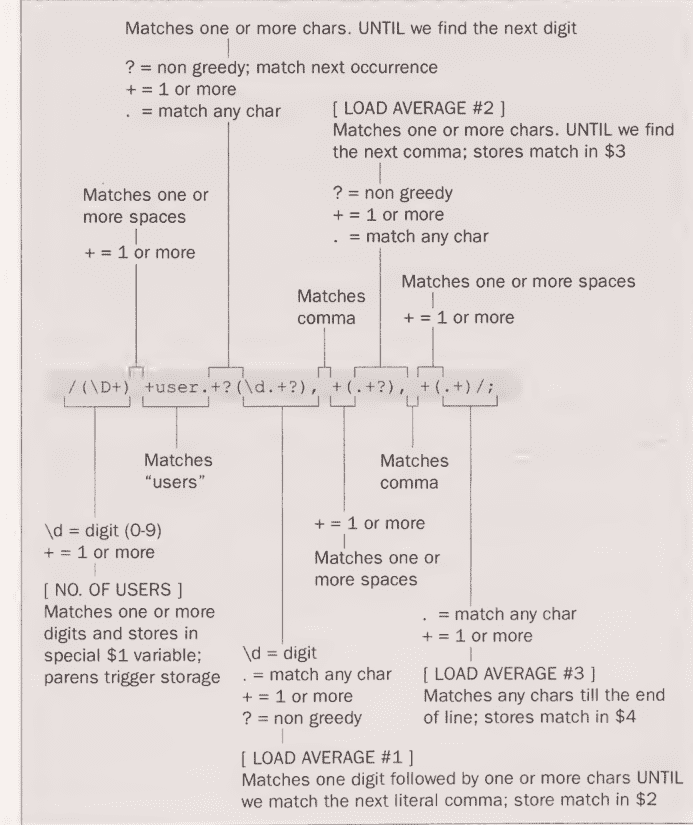 Matches one or more chars. UNTIL we find the next digit
? = non greedy; match next occurrence
+ = 1 or more
. = match any char
[ LOAD AVERAGE #2 ]
Matches one or more chars. UNTIL we find
the next comma; stores match in $3
? = non greedy
+ = 1 or more
. = match any char
Matches one or
more spaces
+ = 1 or more
Matches
comma
Matches one or more spaces
+ = 1 or more
/(\D+) +user.+?(\d.+?), +(.+?), +(.+)/;
Matches
"users"
Matches
comma
\d = digit (0-9)
+ = 1 or more
[ NO. OF USERS ]
Matches one or more
digits and stores in
special $1 variable;
parens trigger storage
+ = 1 or more
Matches one or
more spaces
\d = digit
. = match any char
+ = 1 or more
? = non greedy
[ LOAD AVERAGE #1 ]
Matches one digit followed by one or more chars UNTIL
we match the next literal comma; store match in $2
. = match any char
+ = 1 or more
[ LOAD AVERAGE #3 ]
Matches any chars till the end
of line; stores match in $4